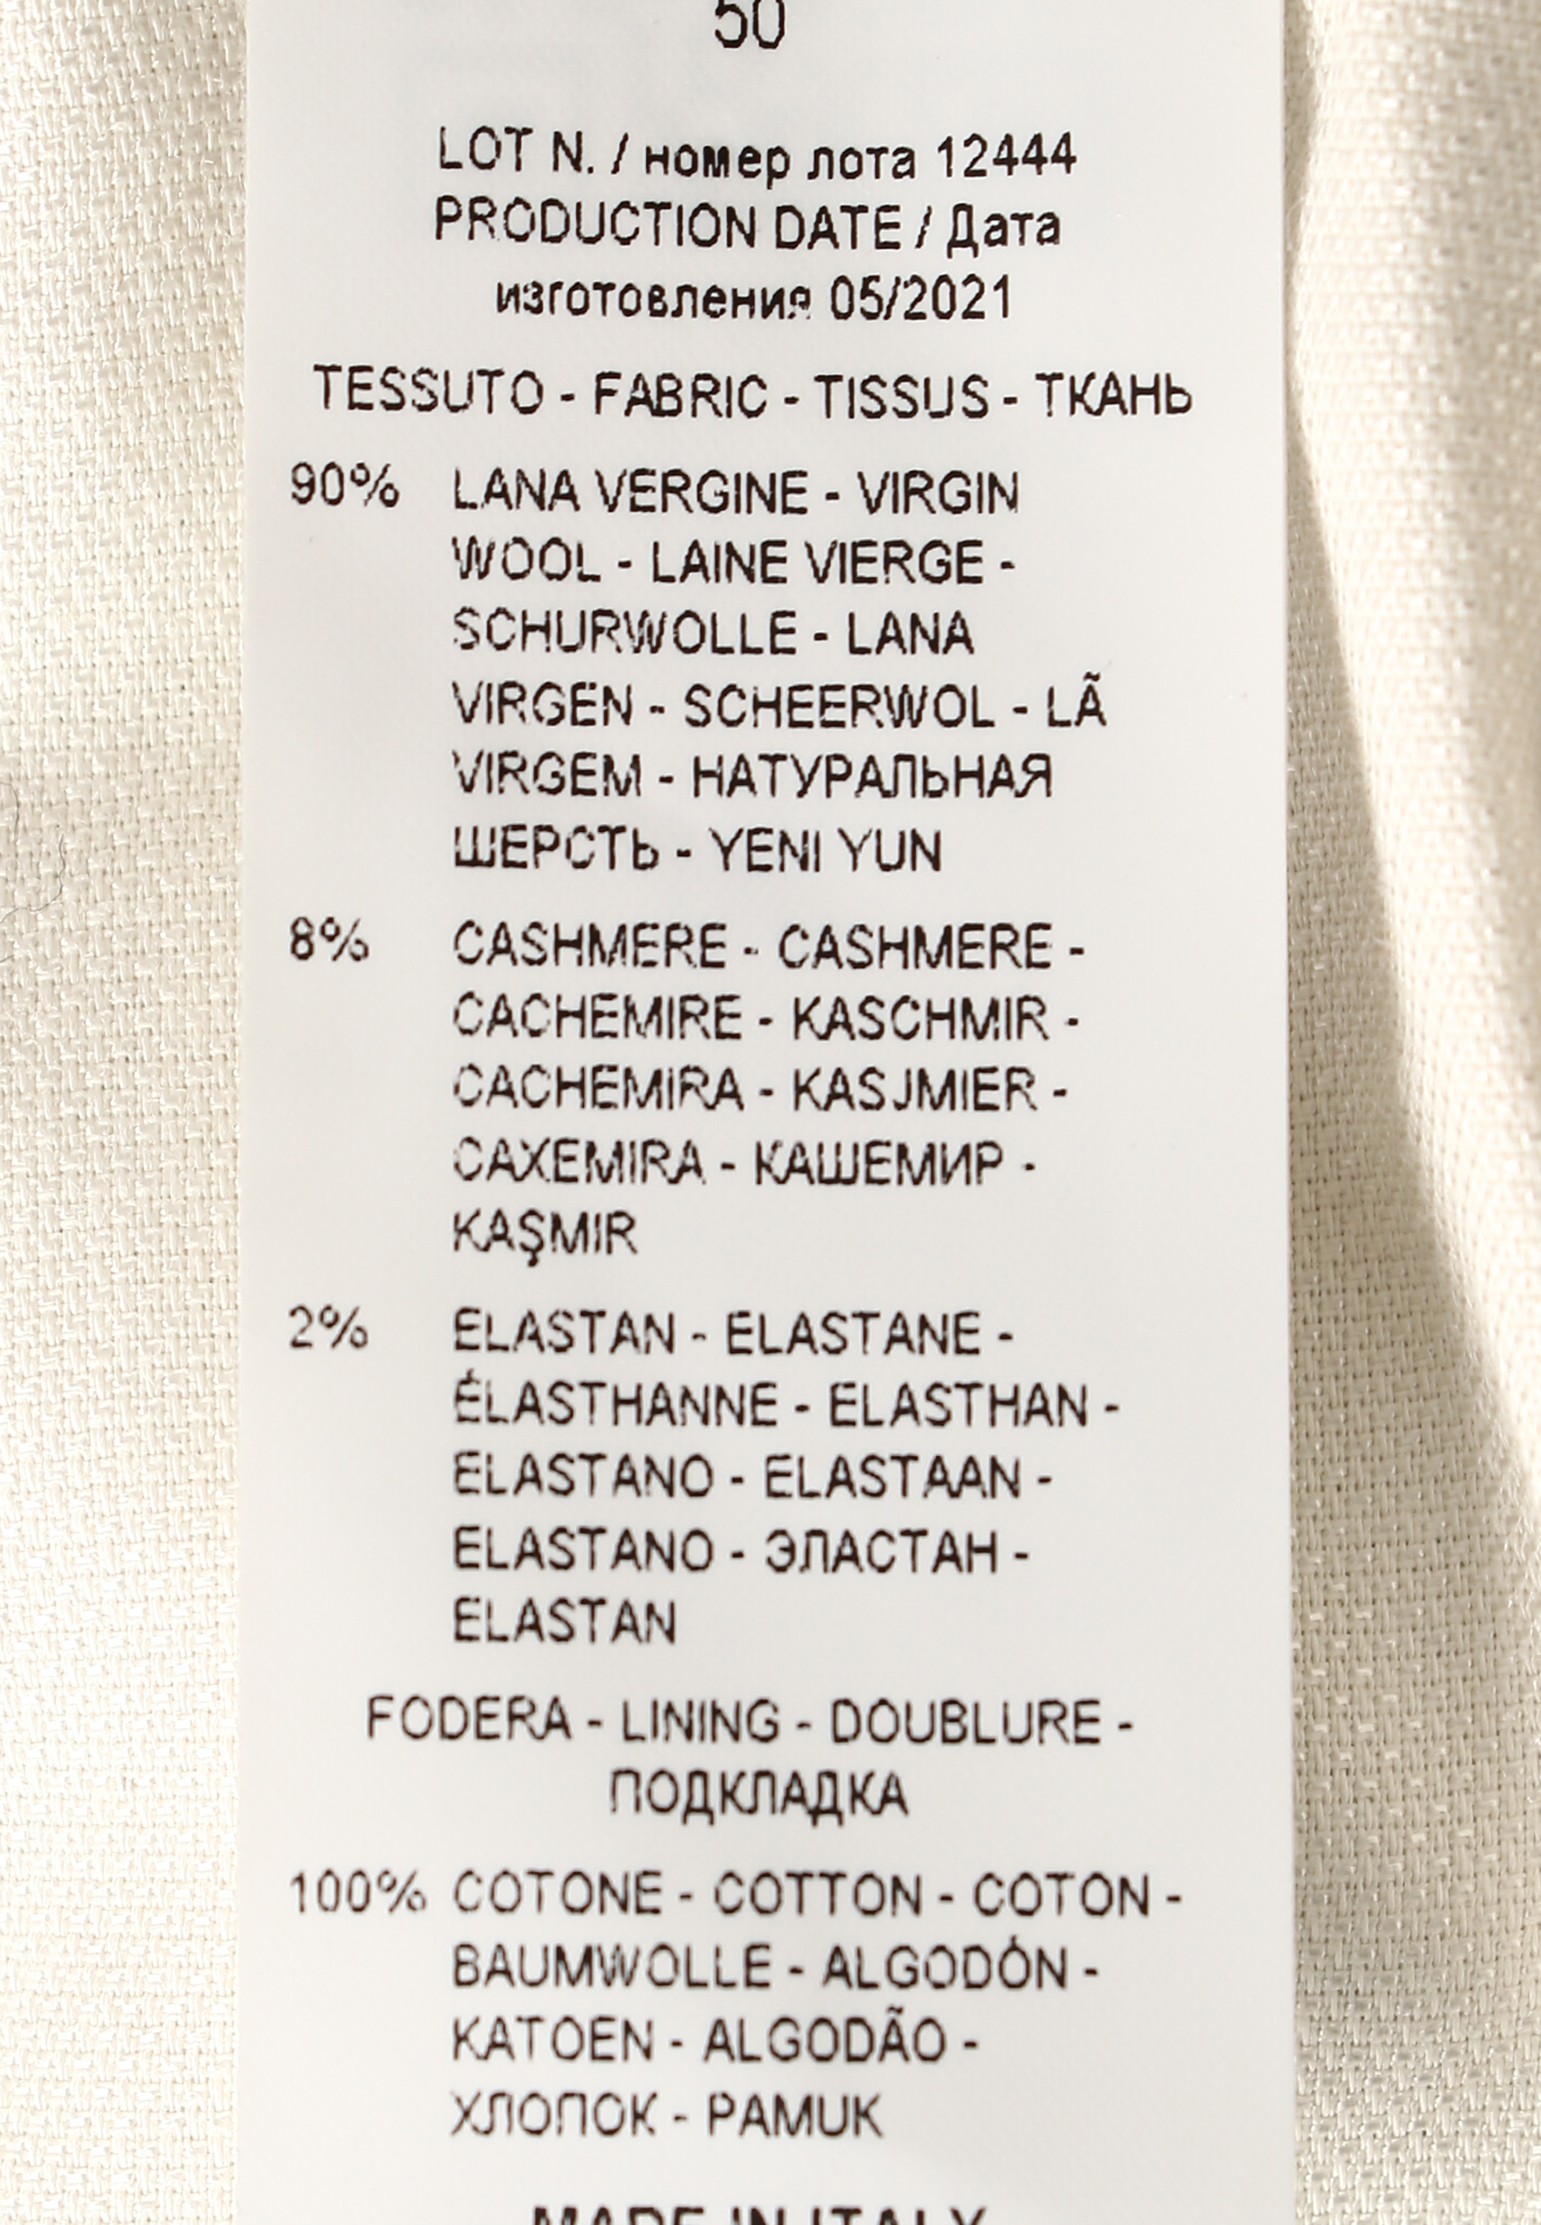 50
LOT N. / номер лота 12444
PRODUCTION DATE / Дата
изготовления 05/2021
TESSUTO - FABRIC - TISSUS - ТКАНЬ
90% LANA VERGINE - VIRGIN
WOOL - LAINE VIERGE -
SCHURWOLLE - LANA
VIRGEN - SCHEERWOL - LÃ
VIRGEM - НАТУРАЛЬНАЯ
ШЕРСТЬ - YENI YUN
8% CASHMERE - CASHMERE -
CACHEMIRE - KASCHMIR -
CACHEMIRA - KASJMIER -
CAXEMIRA - КАШЕМИР -
KAŞMIR
2% ELASTAN - ELASTANE -
ÉLASTHANNE - ELASTHAN -
ELASTANO - ELASTAAN -
ELASTANO - ЭЛАСТАН -
ELASTAN
FODERA - LINING - DOUBLURE -
ПОДКЛАДКА
100% COTONE - COTTON - COTON -
BAUMWOLLE - ALGODÓN -
KATOEN - ALGODÃO -
ХЛОПОК - PAMUK
MADE IN ITALY